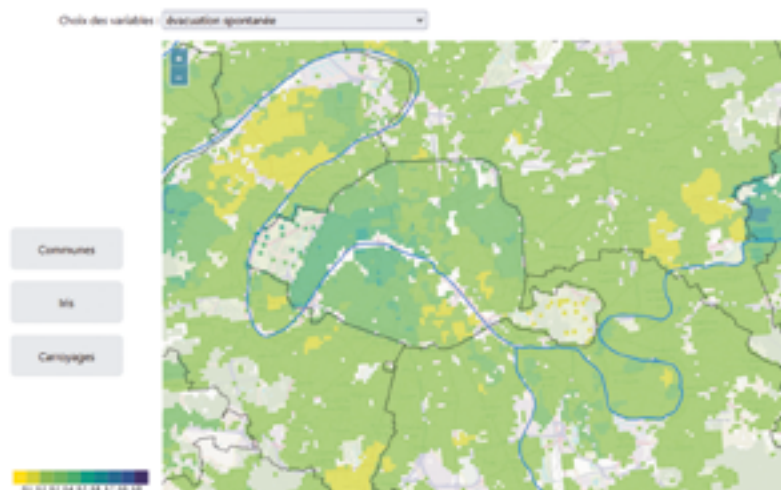 Choix des variables : évacuation spontanée
+
−
Communes
Iris
Carroyages